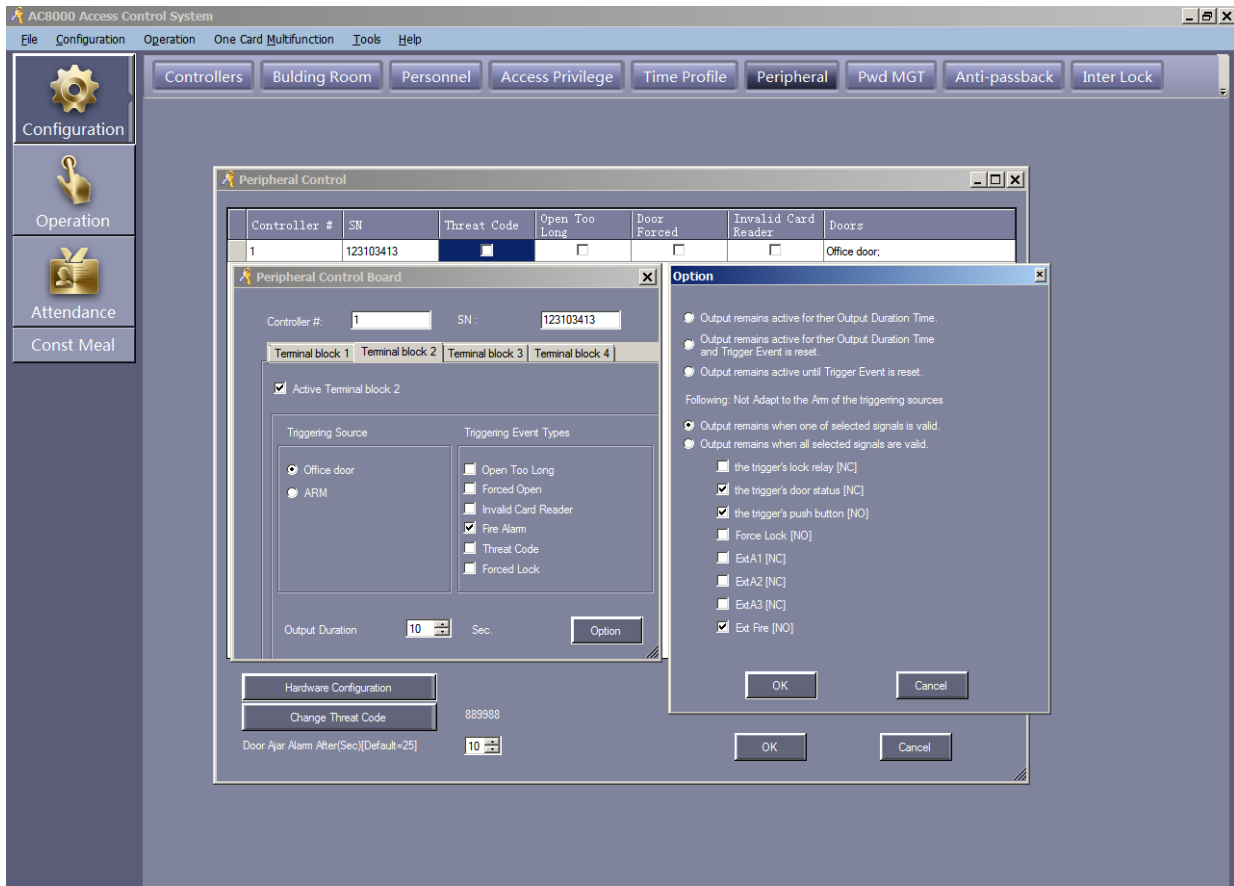 AC8000 Access Control System
File Configuration Operation One Card Multifunction Tools Help
Controllers Bulding Room Personnel Access Privilege Time Profile Peripheral Pwd MGT Anti-passback Inter Lock
Configuration
Operation
Attendance
Const Meal
Peripheral Control
Controller # SN Threat Code Open Too Long Door Forced Invalid Card Reader Doors
1 123103413 Office door;
Peripheral Control Board
Controller #: 1 SN : 123103413
Terminal block 1 Terminal block 2 Terminal block 3 Terminal block 4
Active Terminal block 2
Triggering Source
Office door
ARM
Triggering Event Types
Open Too Long
Forced Open
Invalid Card Reader
Fire Alarm
Threat Code
Forced Lock
Output Duration 10 Sec. Option
Option
Output remains active for ther Output Duration Time.
Output remains active for ther Output Duration Time
and Trigger Event is reset.
Output remains active until Trigger Event is reset.
Following: Not Adapt to the Arm of the triggerring sources
Output remains when one of selected signals is valid.
Output remains when all selected signals are valid.
the trigger's lock relay [NC]
the trigger's door status [NC]
the trigger's push button [NO]
Force Lock [NO]
ExtA1 [NC]
ExtA2 [NC]
ExtA3 [NC]
Ext Fire [NO]
OK Cancel
Hardware Configuration
Change Threat Code 889988
Door Ajar Alarm After(Sec)[Default=25] 10
OK Cancel